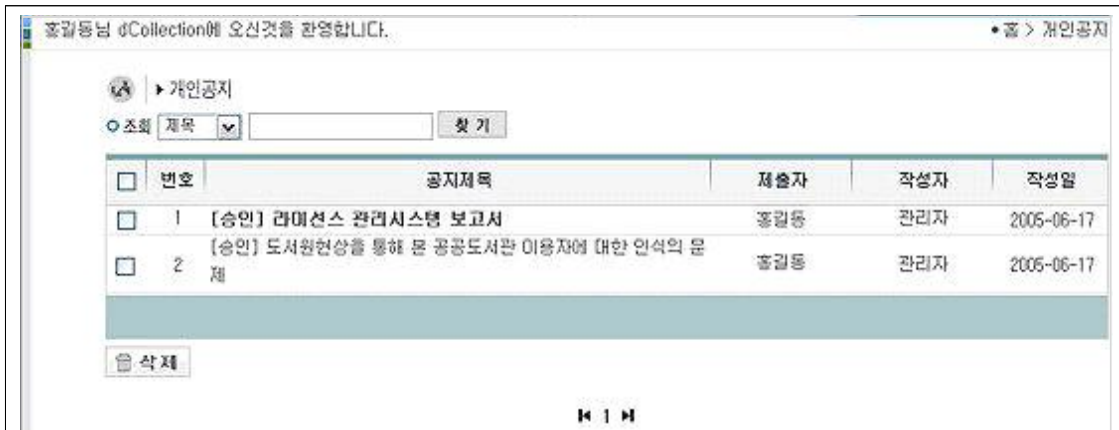 홍길동님 dCollection에 오신것을 환영합니다.
홈 > 개인공지
개인공지
조회 제목 찾 기
번호 공지제목 제출자 작성자 작성일
1 [승인] 라이선스 관리시스템 보고서 홍길동 관리자 2005-06-17
[승인] 도서원현상을 통해 본 공공도서관 이용자에 대한 인식의 문
2 홍길동 관리자 2005-06-17
제
삭 제
1